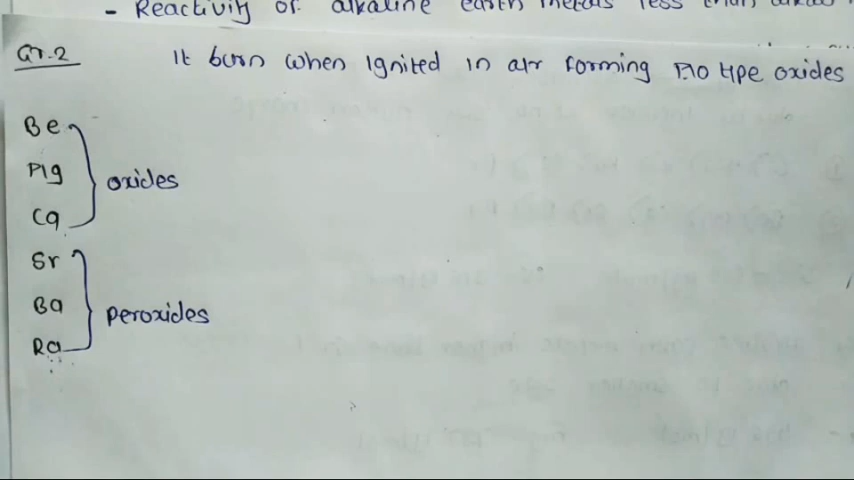 - Reactivity of alkaline earth metals less than
Gr.2 It burn when ignited in air forming MO type oxides
Be
Mg
Ca
oxides
Sr
Ba
Ra
peroxides